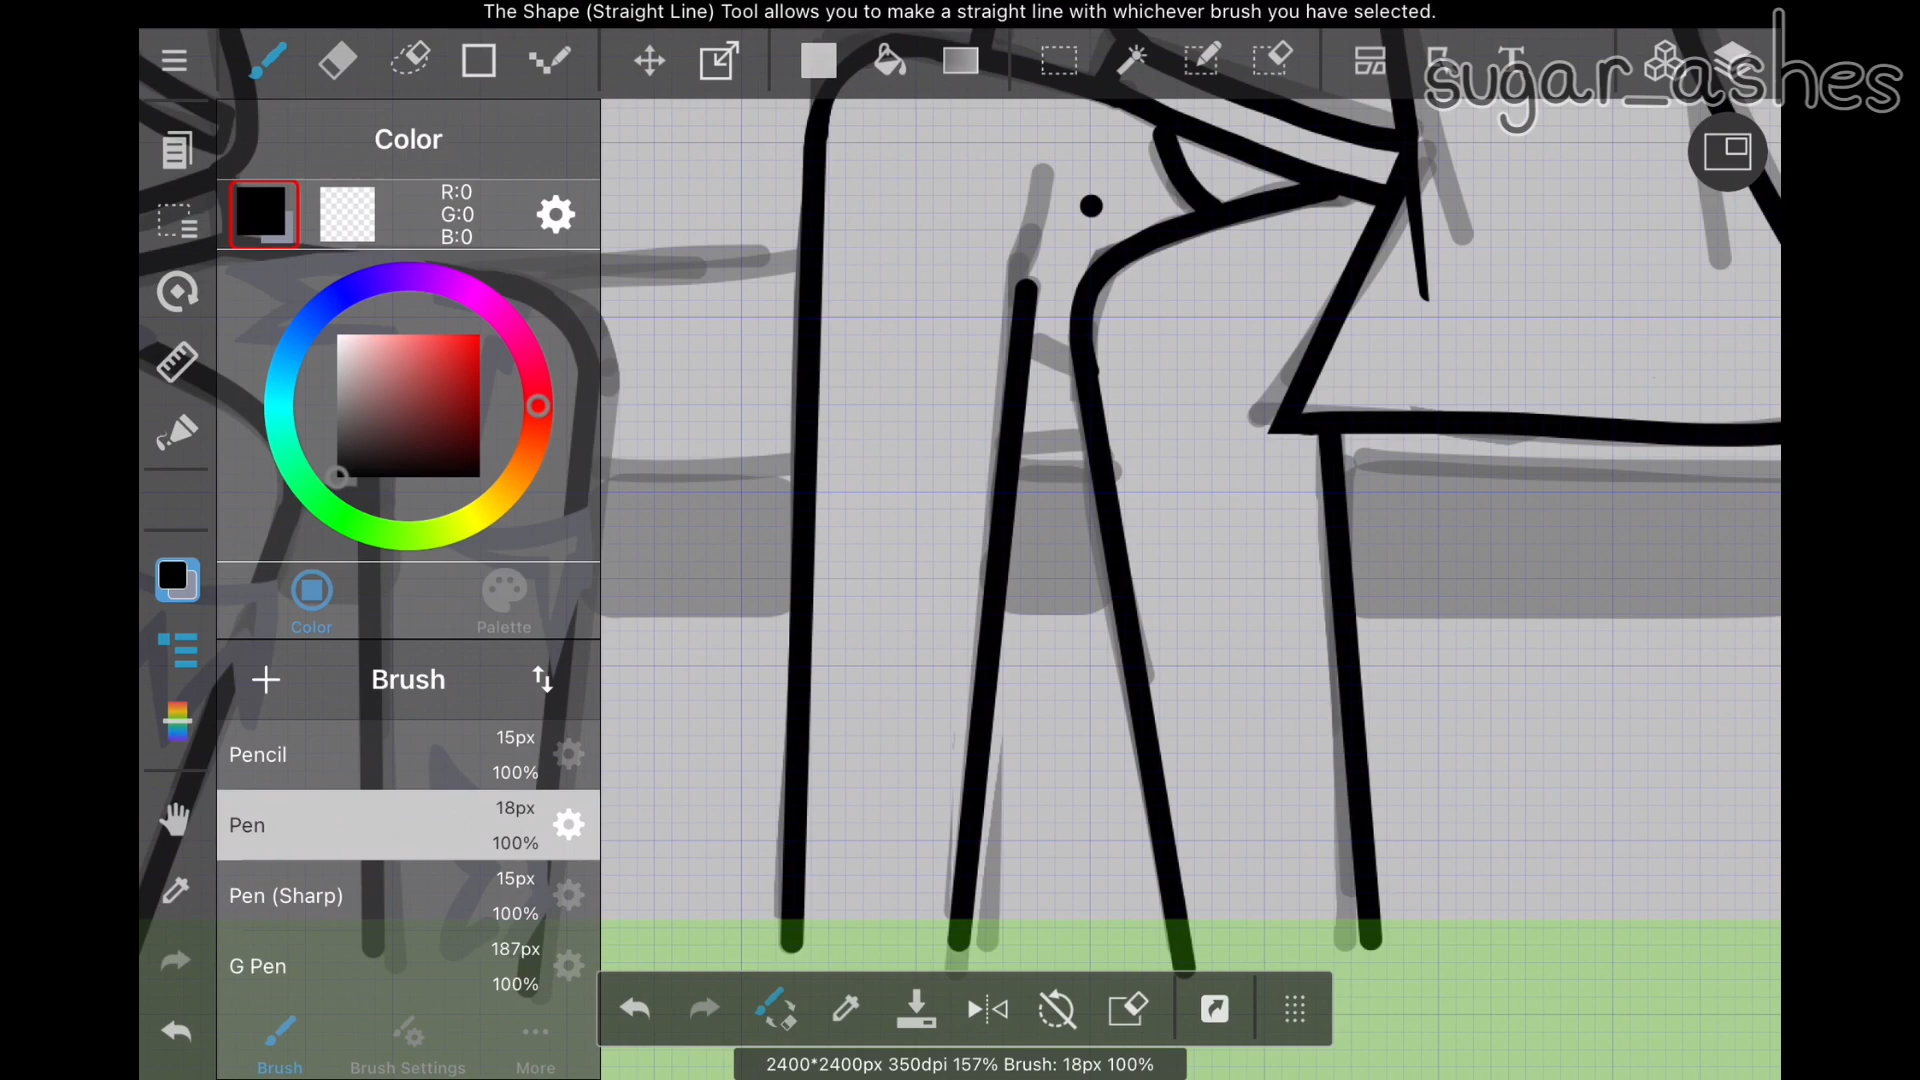 The Shape (Straight Line) Tool allows you to make a straight line with whichever brush you have selected.
sugar_ashes
Color
R:0
G:0
B:0
Color
Palette
Brush
Pencil
15px
100%
Pen
18px
100%
Pen (Sharp)
15px
100%
G Pen
187px
100%
Brush
Brush Settings
More
2400*2400px 350dpi 157% Brush: 18px 100%